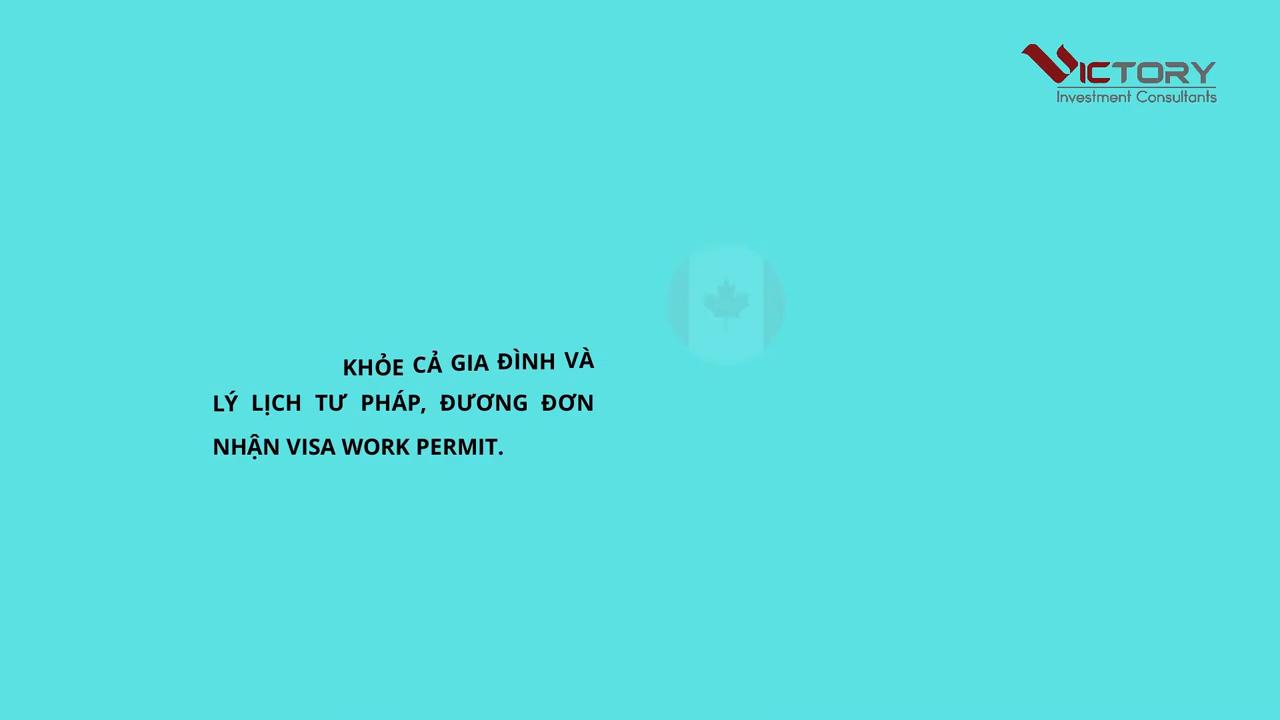 VICTORY
Investment Consultants
KHỎE CẢ GIA ĐÌNH VÀ
LÝ LỊCH TƯ PHÁP, ĐƯƠNG ĐƠN
NHẬN VISA WORK PERMIT.